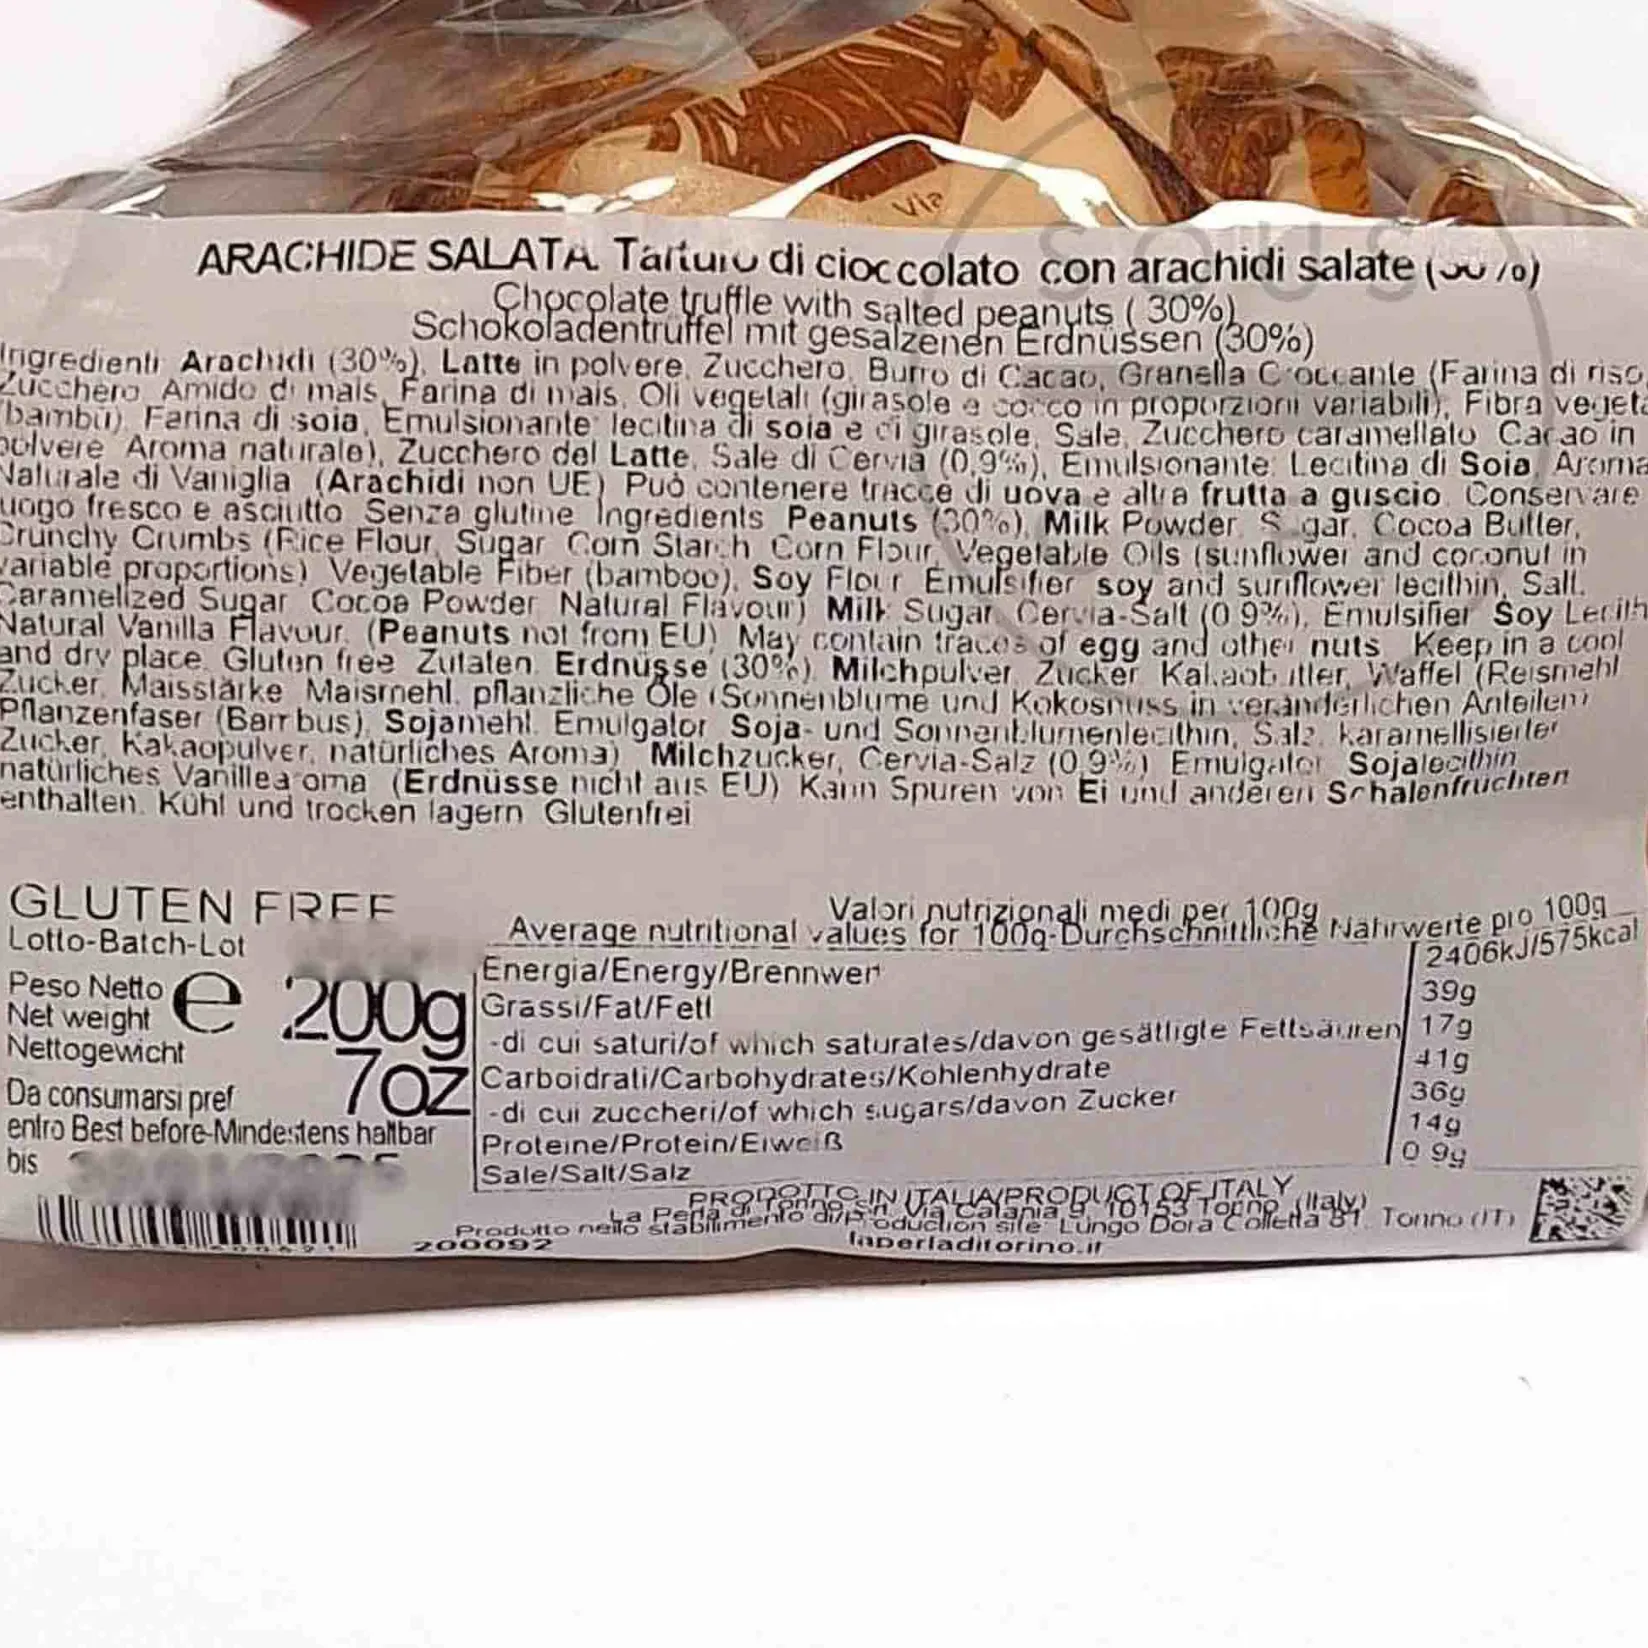 Via
SOUS
ARACHIDE SALATA Tartufo di cioccolato con arachidi salate (30%)
Chocolate truffle with salted peanuts ( 30%)
Schokoladentrüffel mit gesalzenen Erdnüssen (30%)
Ingredienti Arachidi (30%), Latte in polvere, Zucchero, Burro di Cacao, Granella Croccante (Farina di riso,
Zucchero Amido di mais, Farina di mais, Oli vegetali (girasole e cocco in proporzioni variabili), Fibra vegeta
(bambù), Farina di soia, Emulsionante lecitina di soia e di girasole, Sale, Zucchero caramellato Cacao in
polvere Aroma naturale), Zucchero del Latte, Sale di Cervia (0,9%), Emulsionante: Lecitina di Soia, Aroma
Naturale di Vaniglia (Arachidi non UE) Può contenere tracce di uova e altra frutta a guscio. Conservare
luogo fresco e asciutto Senza glutine Ingredients Peanuts (30%), Milk Powder, Sugar, Cocoa Butter,
Crunchy Crumbs (Rice Flour, Sugar Corn Starch Corn Flour, Vegetable Oils (sunflower and coconut in
variable proportions) Vegetable Fiber (bamboo), Soy Flour Emulsifier soy and sunflower lecithin, Salt.
Caramelized Sugar Cocoa Powder Natural Flavour) Milk Sugar, Cervia-Salt (0 9%), Emulsifier Soy Lecith
Natural Vanilla Flavour. (Peanuts not from EU) May contain traces of egg and other nuts Keep in a cool
and dry place. Gluten free Zutaten Erdnüsse (30%) Milchpulver Zucker Kakaobutter, Waffel (Reismehl
Zucker, Maisstärke Maismehl. pflanzliche Öle (Sonnenblume und Kokosnuss in veränderlichen Anteilen)
Pflanzenfaser (Bambus), Sojamehl. Emulgator Soja- und Sonnenblumenlecithin, Salz, karamellisierter
Zucker, Kakaopulver, natürliches Aroma) Milchzucker, Cervia-Salz (0,9%) Emulgator Sojalecithin
natürliches Vanillearoma (Erdnüsse nicht aus EU) Kann Spuren von Ei und anderen Schalenfrüchten
enthalten. Kühl und trocken lagern Glutenfrei
GLUTEN FREE
Lotto-Batch-Lot
Peso Netto
Net weight
Nettogewicht
e 200g
7oz
Da consumarsi pref
entro Best before-Mindestens haltbar
bis
Valori nutrizionali medi per 100g
Average nutritional values for 100g-Durchschnittliche Nährwerte pro 100g
Energia/Energy/Brennwert 2406kJ/575kcal
Grassi/Fat/Fett 39g
-di cui saturi/of which saturates/davon gesättigte Fettsäuren 17g
Carboidrati/Carbohydrates/Kohlenhydrate 41g
-di cui zuccheri/of which sugars/davon Zucker 36g
Proteine/Protein/Eiweiß 14g
Sale/Salt/Salz 0 9g
PRODOTTO IN ITALIA/PRODUCT OF ITALY
La Perla di Torino Via Catania 9, 10153 Torino (Italy)
Prodotto nello stabilimento di/Production site Lungo Dora Colletta 81. Torino (IT)
200092
laperladitorino.it